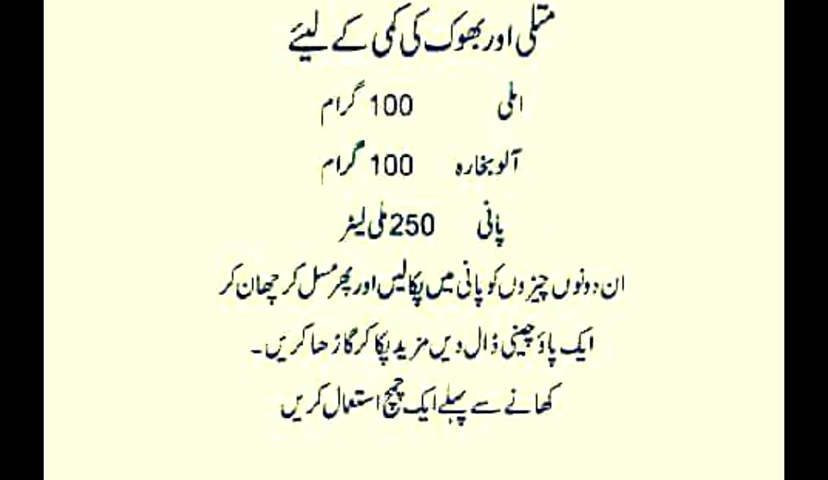 متلی اور بھوک کی کمی کے لیئے
املی 100 گرام
آلو بخارہ 100 گرام
پانی 250 ملی لیٹر
ان دونوں چیزوں کو پانی میں پکالیں اور پھر مسل کر چھان کر
ایک پاؤ چینی ڈال دیں مزید پکا کر گاڑھا کریں۔
کھانے سے پہلے ایک چمچ استعمال کریں